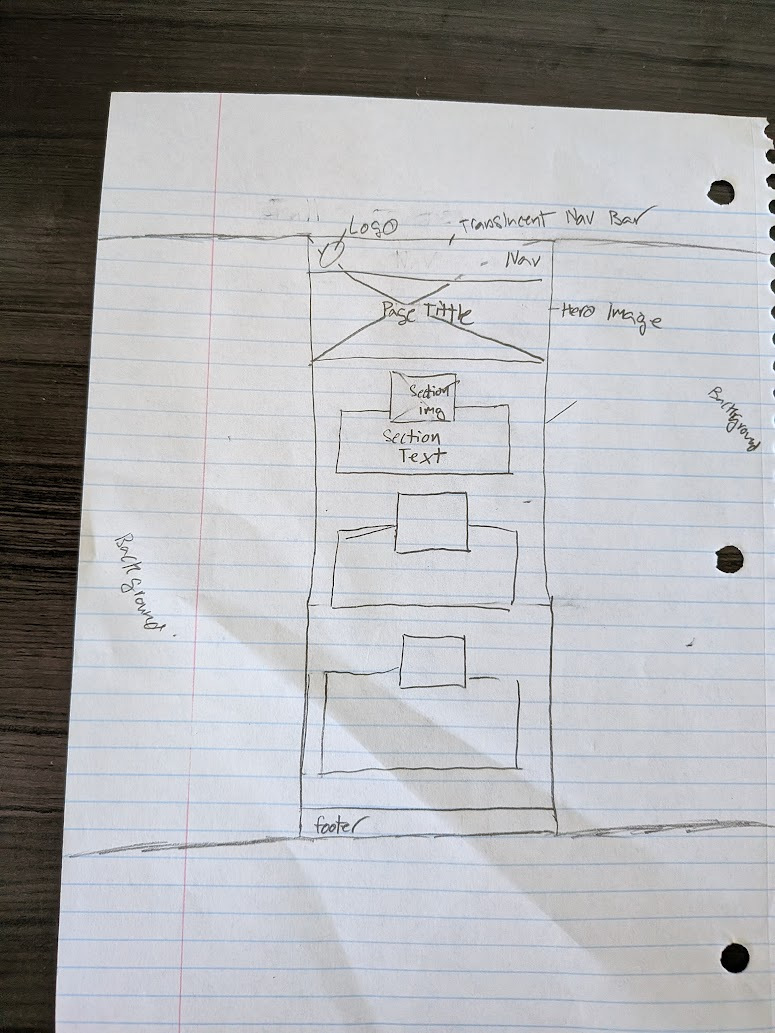 Logo
Translucent Nav Bar
Nav
Page Tittle
Hero Image
Section
img
Section
Text
Background
Background.
footer